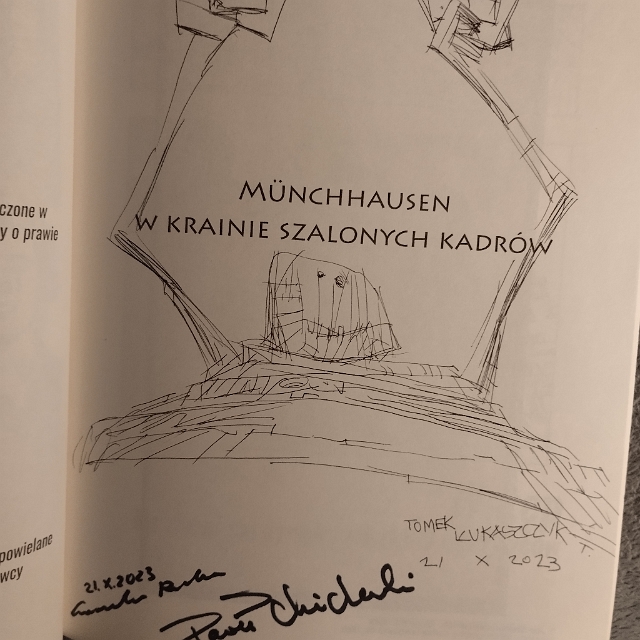 czone w
y o prawie
MÜNCHHAUSEN
W KRAINIE SZALONYCH KADRÓW
TOMEK ŁUKASZCZYK
21 X 2023
powielane
wcy
21.X.2023